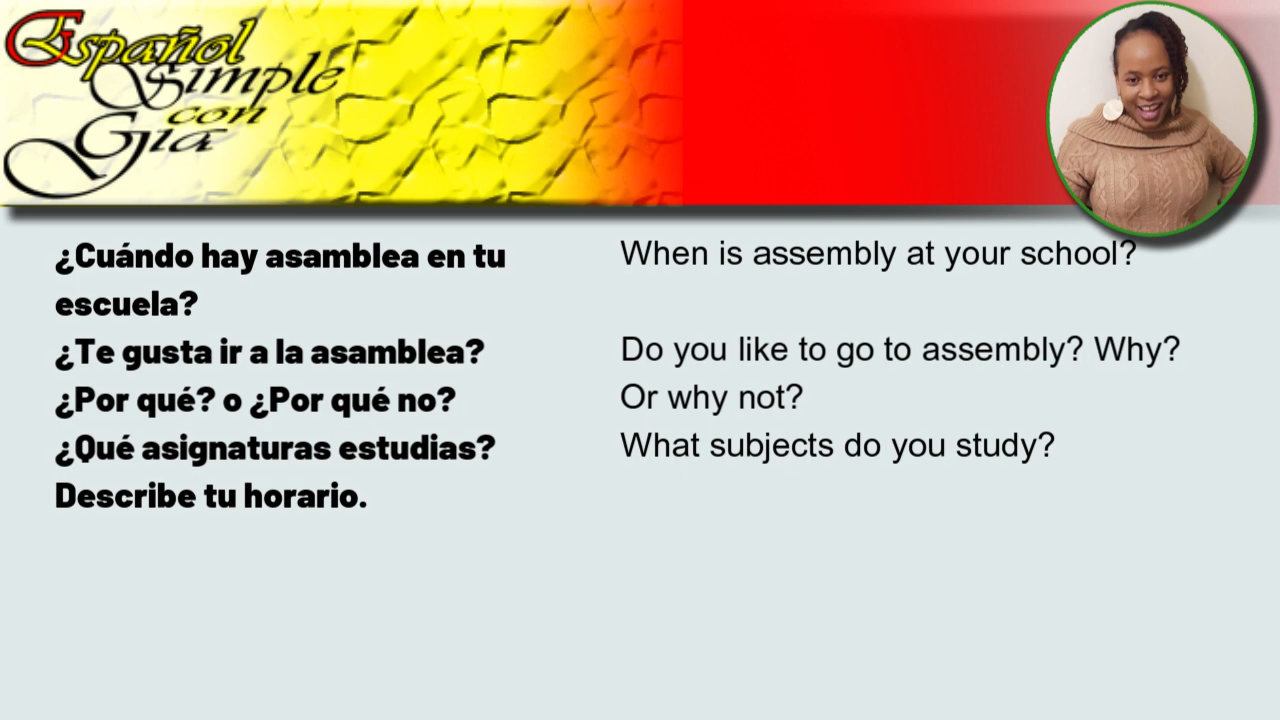 Español
Simple
con
Gia
¿Cuándo hay asamblea en tu
escuela?
¿Te gusta ir a la asamblea?
¿Por qué? o ¿Por qué no?
¿Qué asignaturas estudias?
Describe tu horario.
When is assembly at your school?
Do you like to go to assembly? Why?
Or why not?
What subjects do you study?